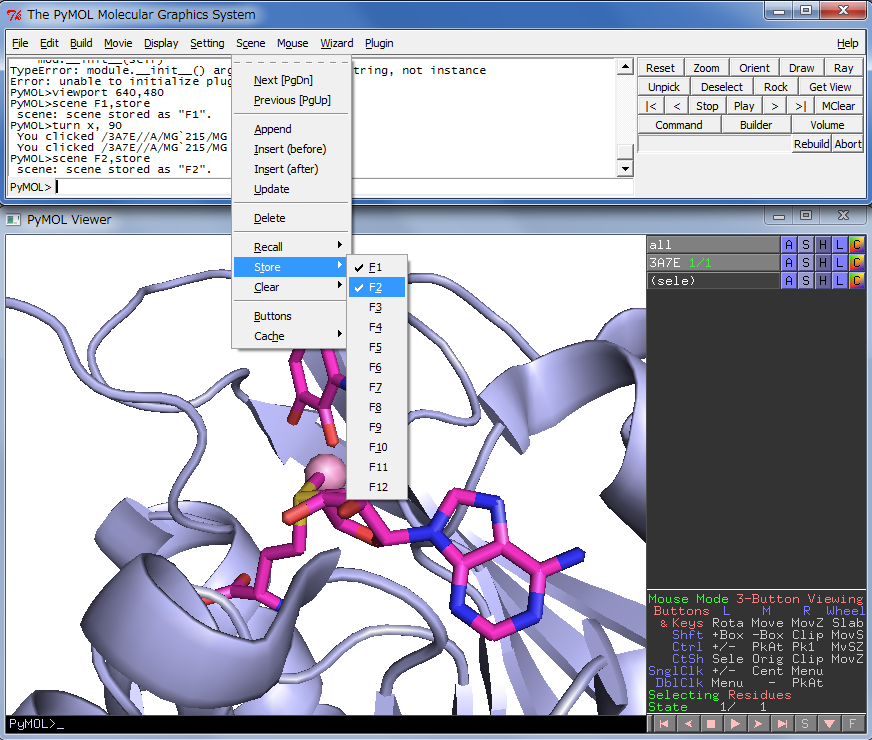 The PyMOL Molecular Graphics System
File Edit Build Movie Display Setting Scene Mouse Wizard Plugin Help
TypeError: module.__init__() arg
tring, not instance
Error: unable to initialize plug
PyMOL>viewport 640,480
PyMOL>scene F1,store
scene: scene stored as "F1".
PyMOL>turn x, 90
You clicked /3A7E//A/MG`215/MG
You clicked /3A7E//A/MG`215/MG
PyMOL>scene F2,store
scene: scene stored as "F2".
PyMOL>
Reset Zoom Orient Draw Ray
Unpick Deselect Rock Get View
|< < Stop Play > >| MClear
Command Builder Volume
Rebuild Abort
Next [PgDn]
Previous [PgUp]
Append
Insert (before)
Insert (after)
Update
Delete
Recall
Store
Clear
Buttons
Cache
F1
F2
F3
F4
F5
F6
F7
F8
F9
F10
F11
F12
PyMOL Viewer
all A S H L C
3A7E 1/1 A S H L C
(sele) A S H L C
Mouse Mode 3-Button Viewing
Buttons L M R Wheel
& Keys Rota Move MovZ Slab
Shft +Box -Box Clip MovS
Ctrl +/- PkAt Pk1 MvSZ
CtSh Sele Orig Clip MovZ
SnglClk +/- Cent Menu
DblClk Menu - PkAt
Selecting Residues
State 1/ 1
S F
PyMOL>_